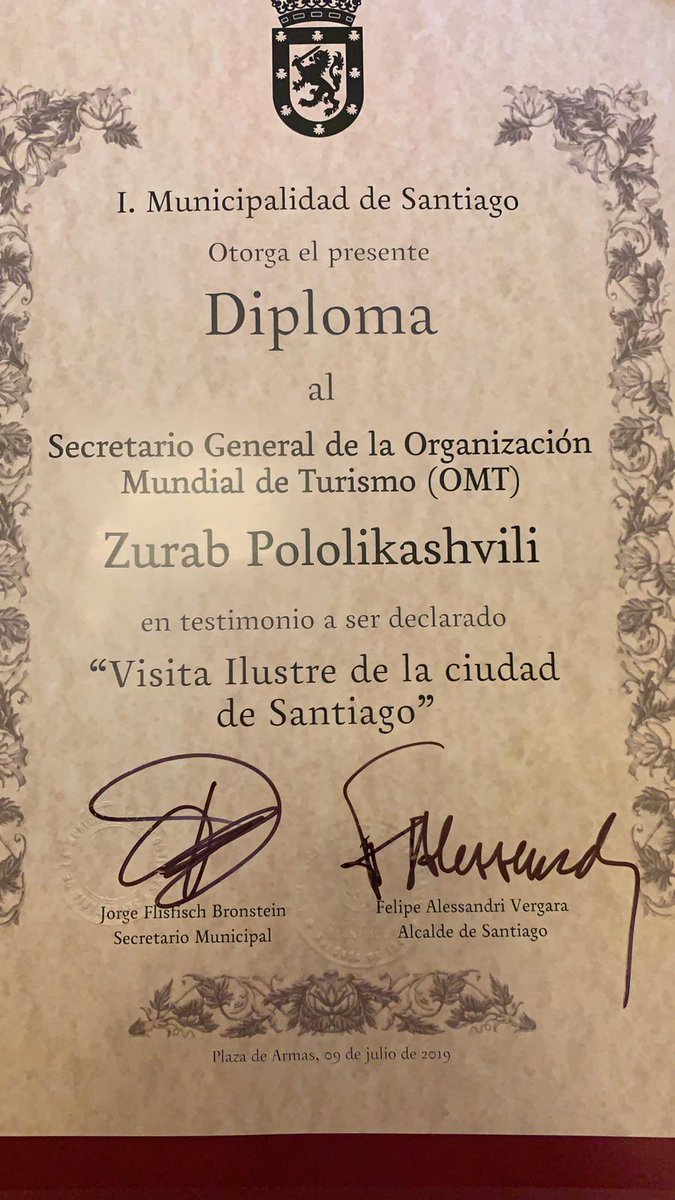 I. Municipalidad de Santiago
Otorga el presente
Diploma
al
Secretario General de la Organización
Mundial de Turismo (OMT)
Zurab Pololikashvili
en testimonio a ser declarado
“Visita Ilustre de la ciudad
de Santiago”
Jorge Flisfisch Bronstein
Secretario Municipal
Felipe Alessandri Vergara
Alcalde de Santiago
Plaza de Armas, 09 de julio de 2019